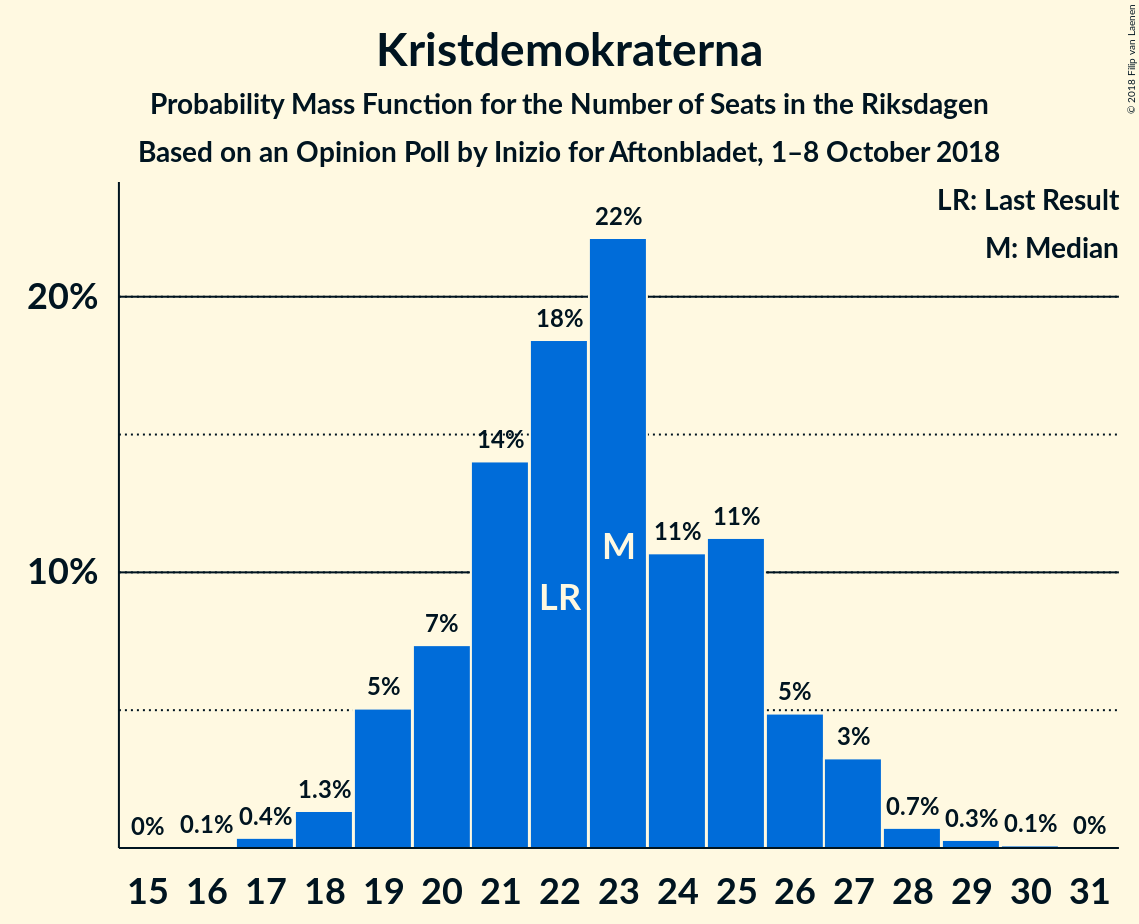 Kristdemokraterna
Probability Mass Function for the Number of Seats in the Riksdagen
Based on an Opinion Poll by Inizio for Aftonbladet, 1–8 October 2018
© 2018 Filip van Laenen
LR: Last Result
M: Median
20%
10%
0%
0.1%
0.4%
1.3%
5%
7%
14%
18%
22%
11%
11%
5%
3%
0.7%
0.3%
0.1%
0%
LR
M
15 16 17 18 19 20 21 22 23 24 25 26 27 28 29 30 31